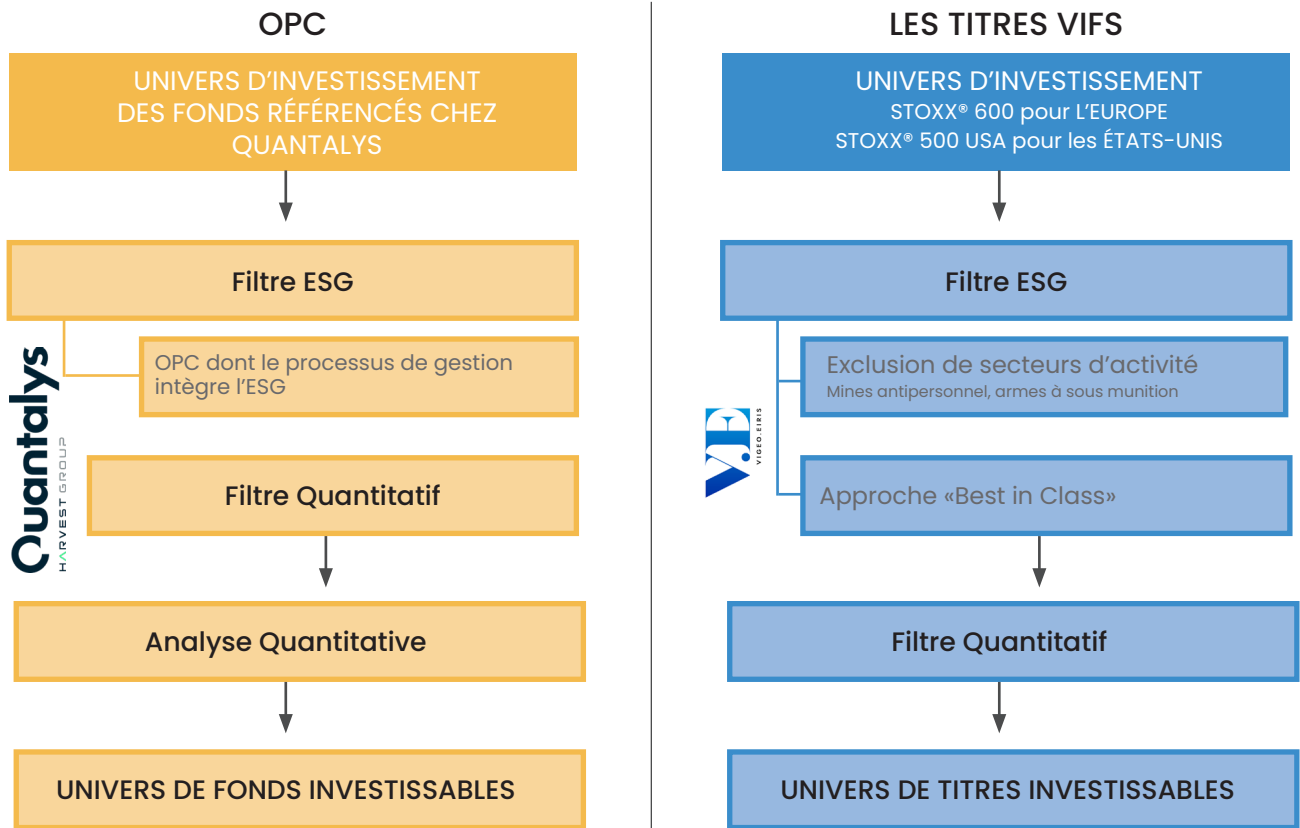 OPC
UNIVERS D’INVESTISSEMENT
DES FONDS RÉFÉRENCÉS CHEZ
QUANTALYS
Filtre ESG
OPC dont le processus de gestion
intègre l’ESG
Quantalys
HARVEST GROUP
Filtre Quantitatif
Analyse Quantitative
UNIVERS DE FONDS INVESTISSABLES
LES TITRES VIFS
UNIVERS D’INVESTISSEMENT
STOXX® 600 pour L’EUROPE
STOXX® 500 USA pour les ÉTATS-UNIS
Filtre ESG
Exclusion de secteurs d’activité
Mines antipersonnel, armes à sous munition
V.E
VIGEO.EIRIS
Approche «Best in Class»
Filtre Quantitatif
UNIVERS DE TITRES INVESTISSABLES